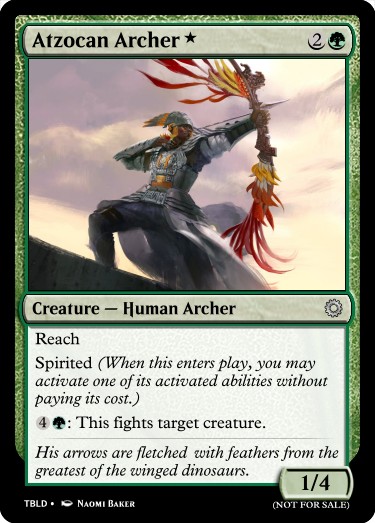 Atzocan Archer ★ 2
Creature — Human Archer
Reach
Spirited (When this enters play, you may
activate one of its activated abilities without
paying its cost.)
4 : This fights target creature.
His arrows are fletched with feathers from the
greatest of the winged dinosaurs.
1/4
TBLD • Naomi Baker
(NOT FOR SALE)